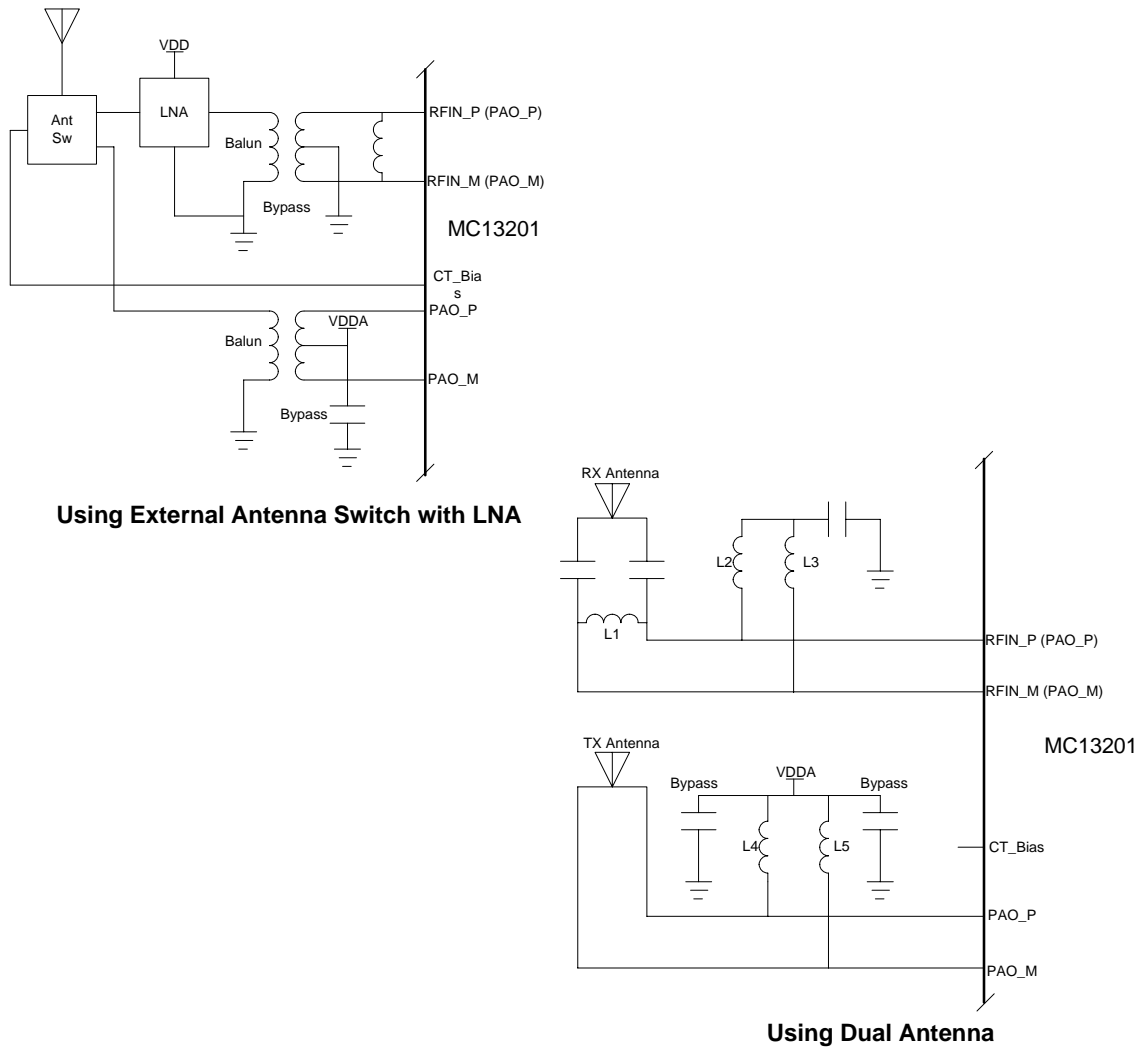 VDD
LNA
Ant
Sw
RFIN_P (PAO_P)
Balun
RFIN_M (PAO_M)
Bypass
MC13201
CT_Bia
s
PAO_P
VDDA
Balun
PAO_M
Bypass
Using External Antenna Switch with LNA
RX Antenna
L2
L3
L1
RFIN_P (PAO_P)
RFIN_M (PAO_M)
TX Antenna
MC13201
VDDA
Bypass
Bypass
L4
L5
CT_Bias
PAO_P
PAO_M
Using Dual Antenna